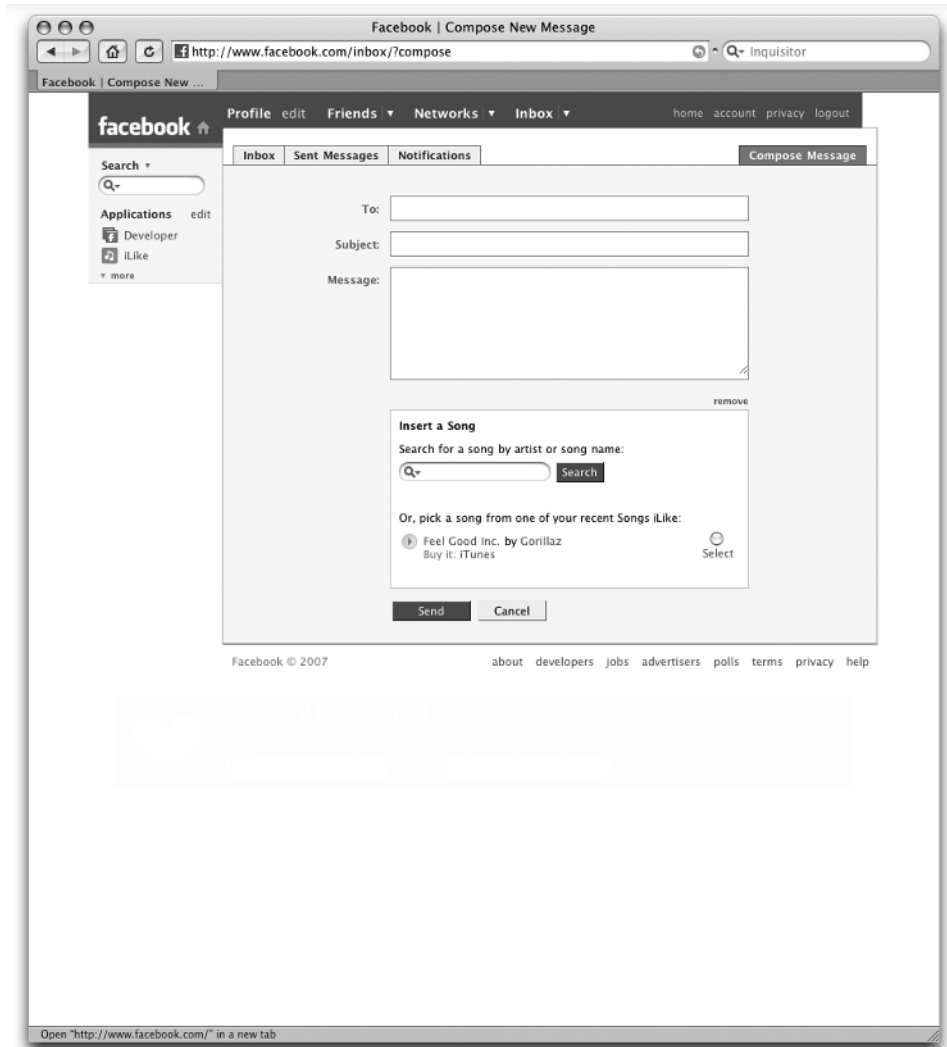 Facebook | Compose New Message
http://www.facebook.com/inbox/?compose
Inquisitor
Facebook | Compose New ...
facebook
Profile edit Friends Networks Inbox home account privacy logout
Search
Inbox Sent Messages Notifications Compose Message
Applications edit
Developer
iLike
more
To:
Subject:
Message:
remove
Insert a Song
Search for a song by artist or song name:
Search
Or, pick a song from one of your recent Songs iLike:
Feel Good Inc. by Gorillaz
Buy it: iTunes
Select
Send Cancel
Facebook © 2007 about developers jobs advertisers polls terms privacy help
Open "http://www.facebook.com/" in a new tab